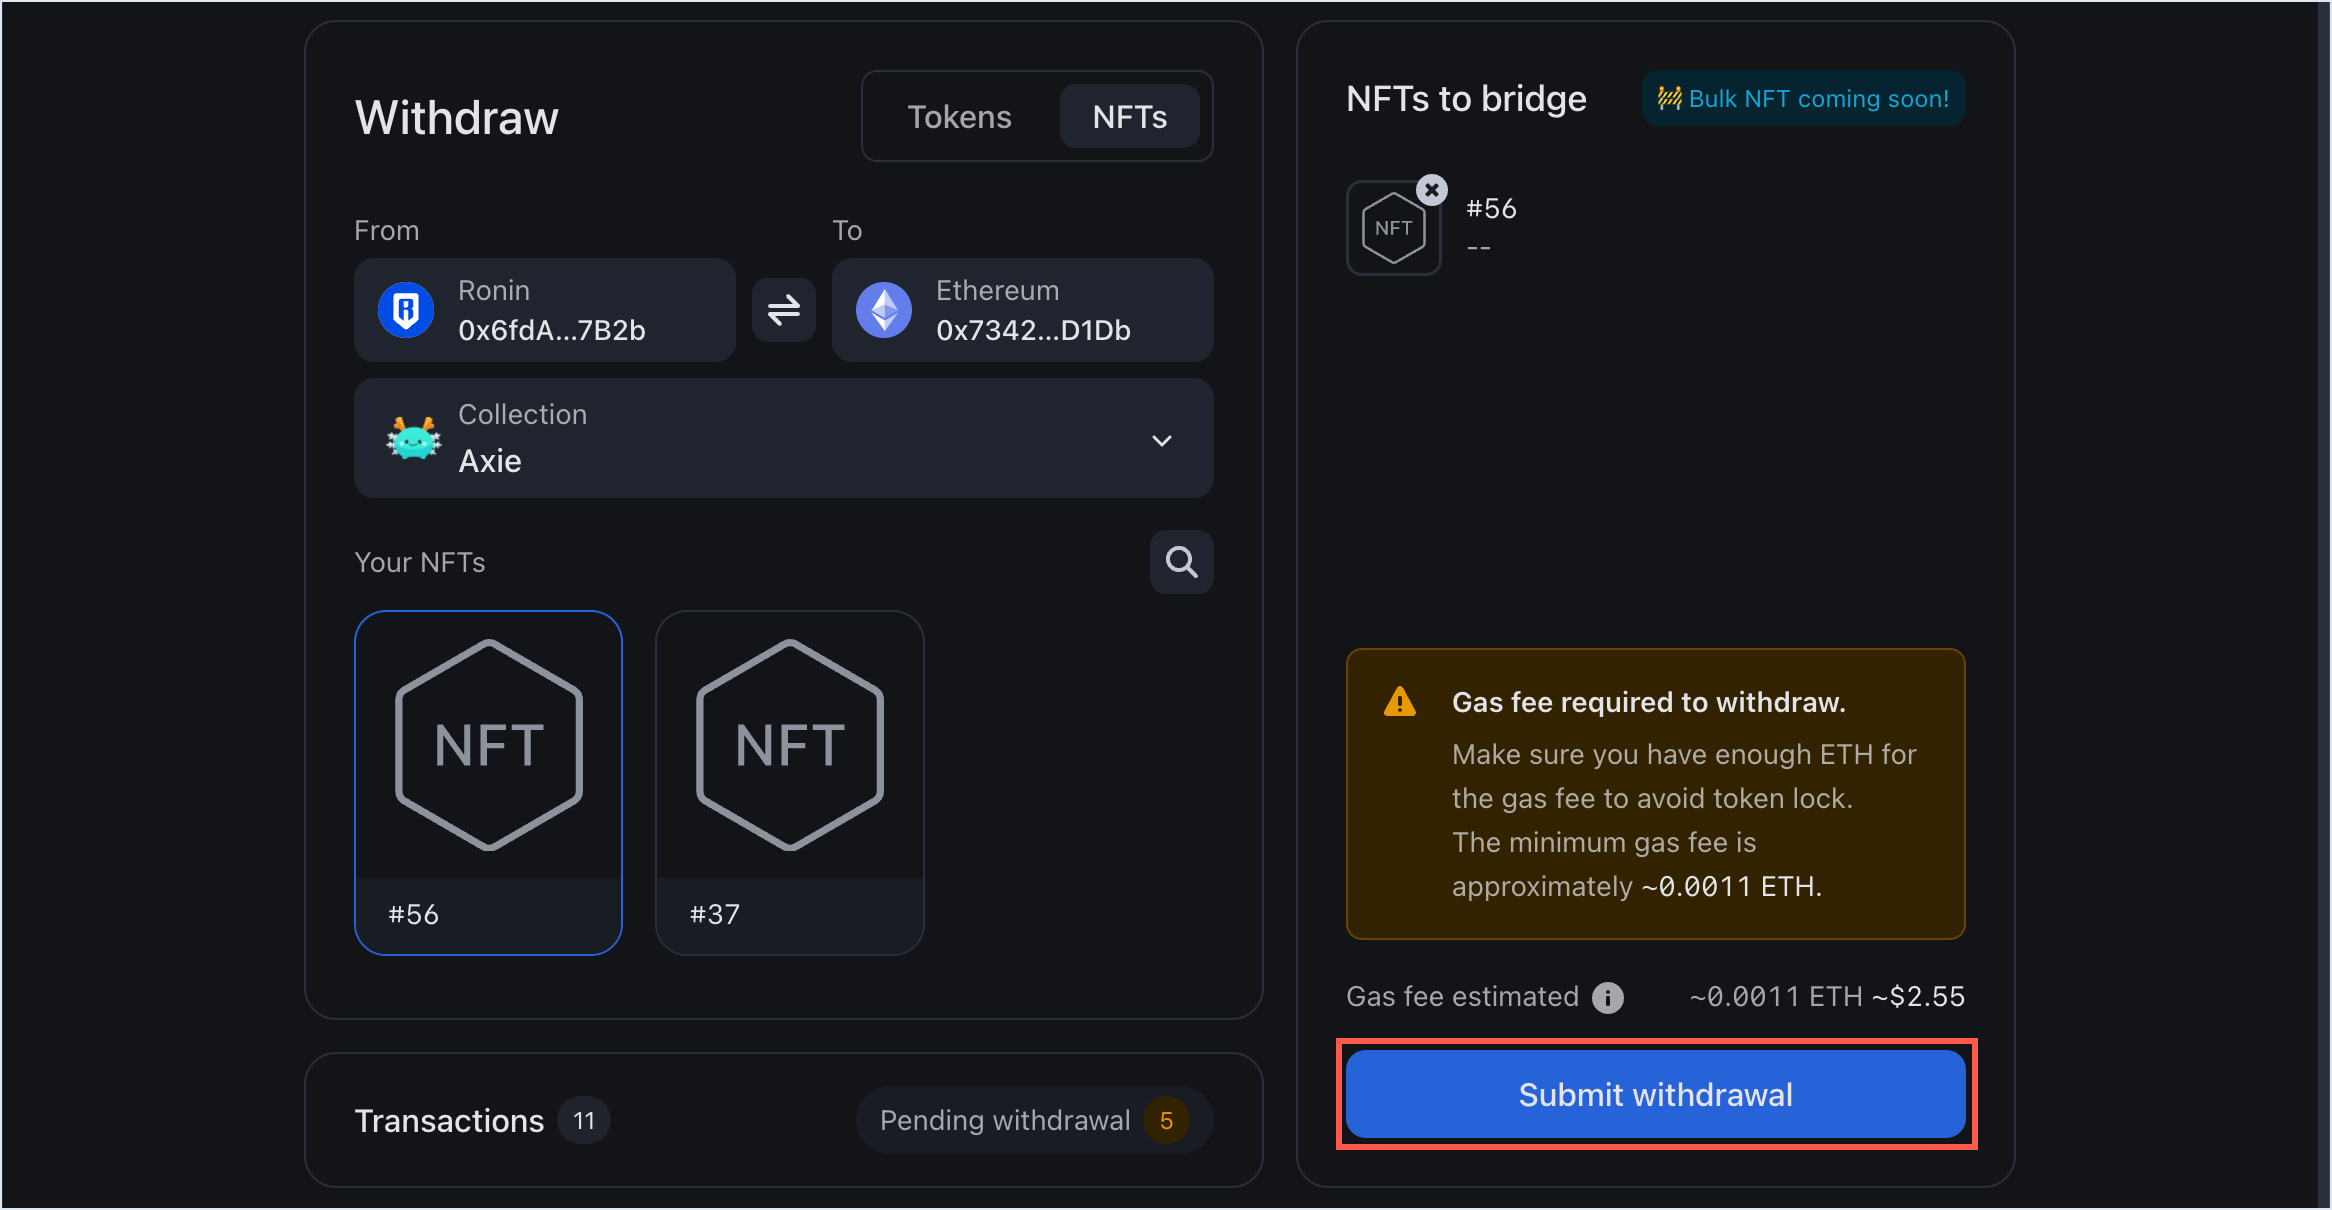 Withdraw
Tokens
NFTs
From
To
Ronin
0x6fdA...7B2b
Ethereum
0x7342...D1Db
Collection
Axie
Your NFTs
NFT
#56
NFT
#37
Transactions 11
Pending withdrawal 5
NFTs to bridge
Bulk NFT coming soon!
NFT
#56
--
Gas fee required to withdraw.
Make sure you have enough ETH for
the gas fee to avoid token lock.
The minimum gas fee is
approximately ~0.0011 ETH.
Gas fee estimated
~0.0011 ETH ~$2.55
Submit withdrawal